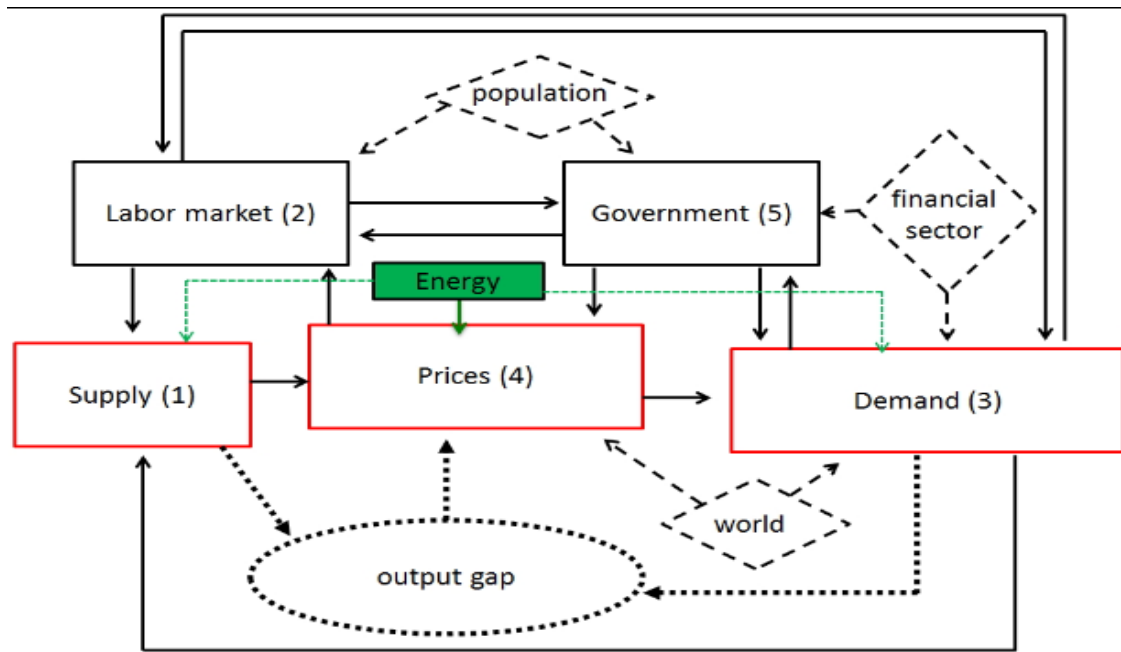 population
Labor market (2)
Government (5)
financial
sector
Energy
Supply (1)
Prices (4)
Demand (3)
world
output gap